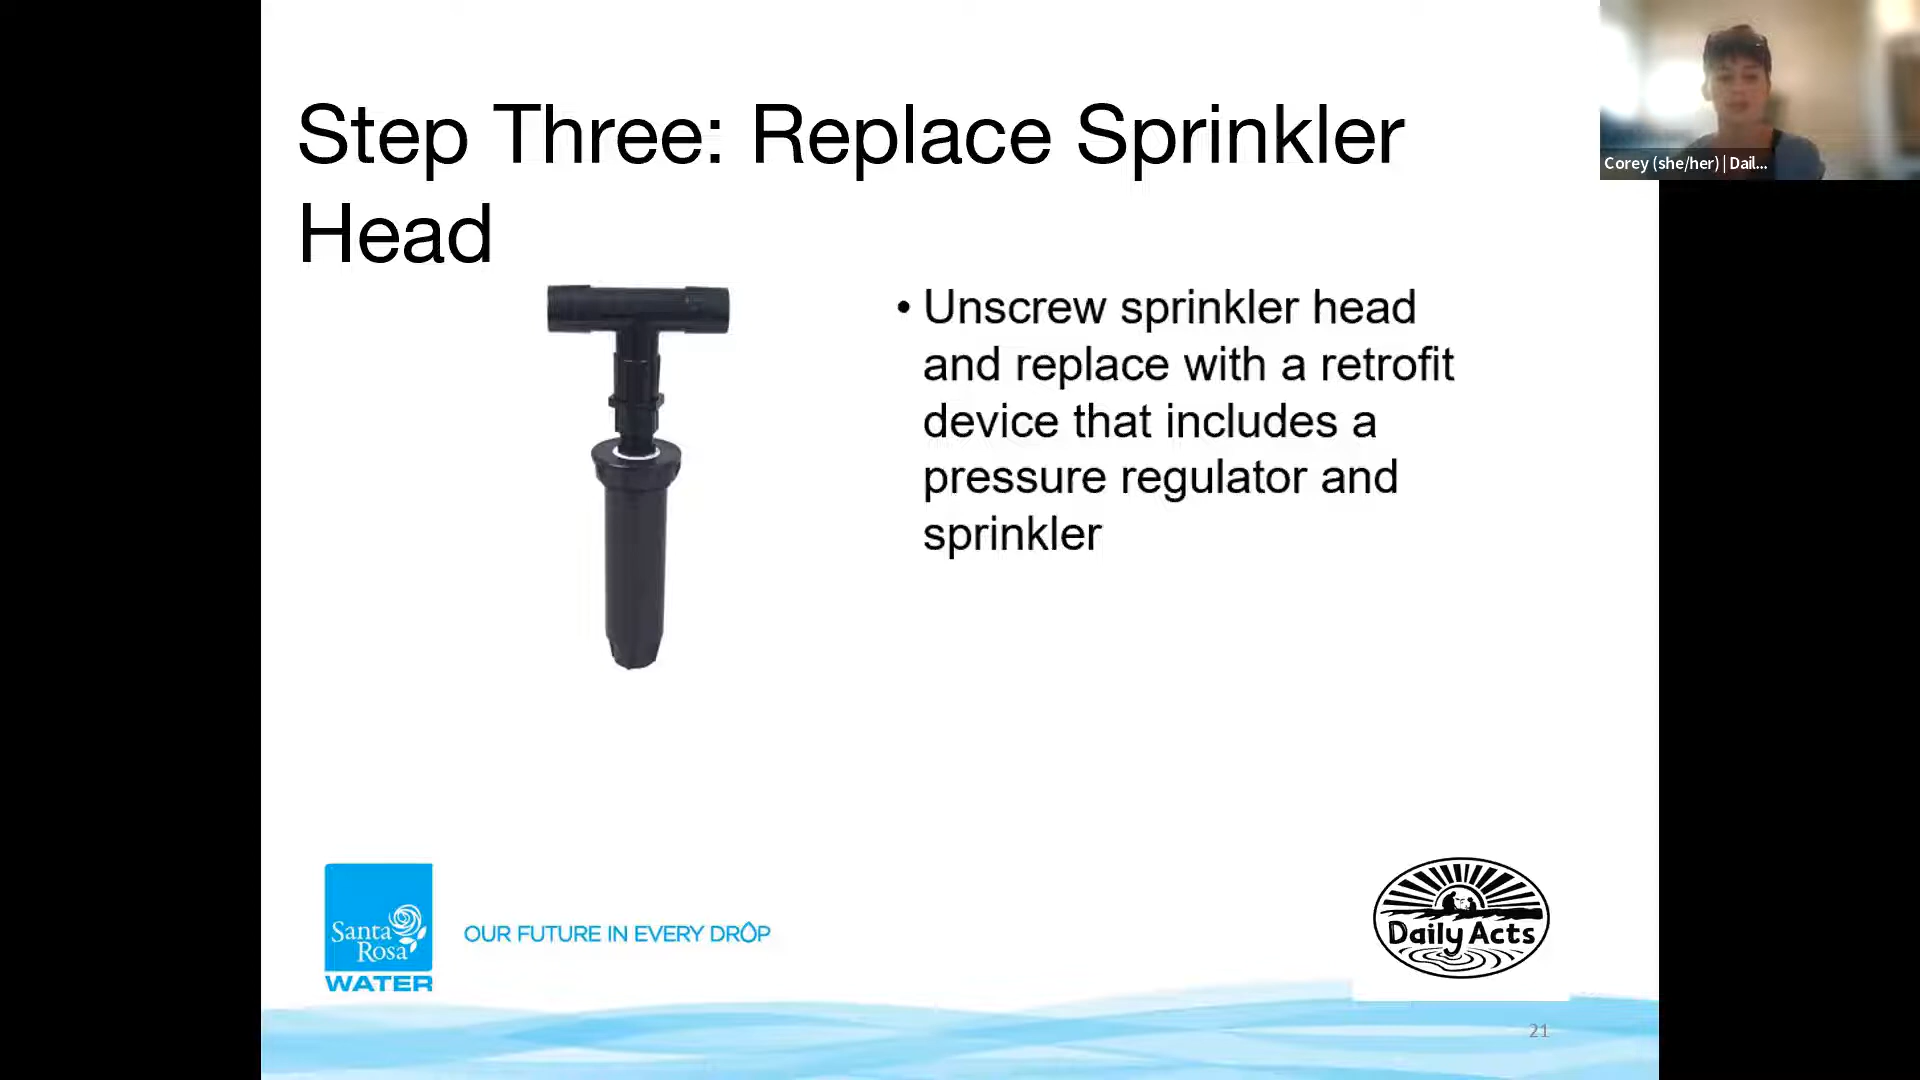 Step Three: Replace Sprinkler
Head
Corey (she/her) | Dail...
• Unscrew sprinkler head
and replace with a retrofit
device that includes a
pressure regulator and
sprinkler
Santa
Rosa
WATER
OUR FUTURE IN EVERY DROP
Daily Acts
21